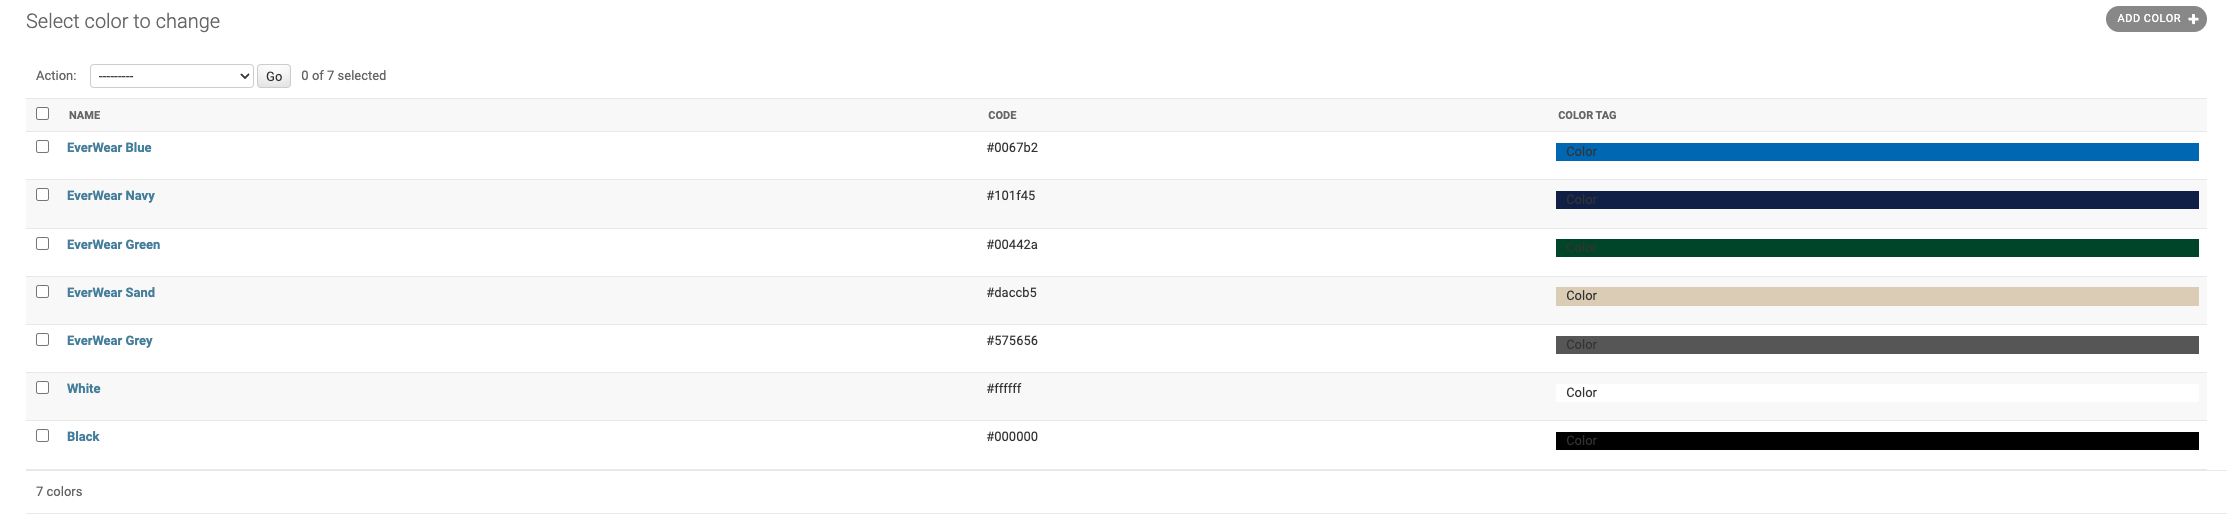 Select color to change
ADD COLOR +
Action: --------- Go 0 of 7 selected
NAME CODE COLOR TAG
EverWear Blue #0067b2 Color
EverWear Navy #101f45 Color
EverWear Green #00442a Color
EverWear Sand #daccb5 Color
EverWear Grey #575656 Color
White #ffffff Color
Black #000000 Color
7 colors